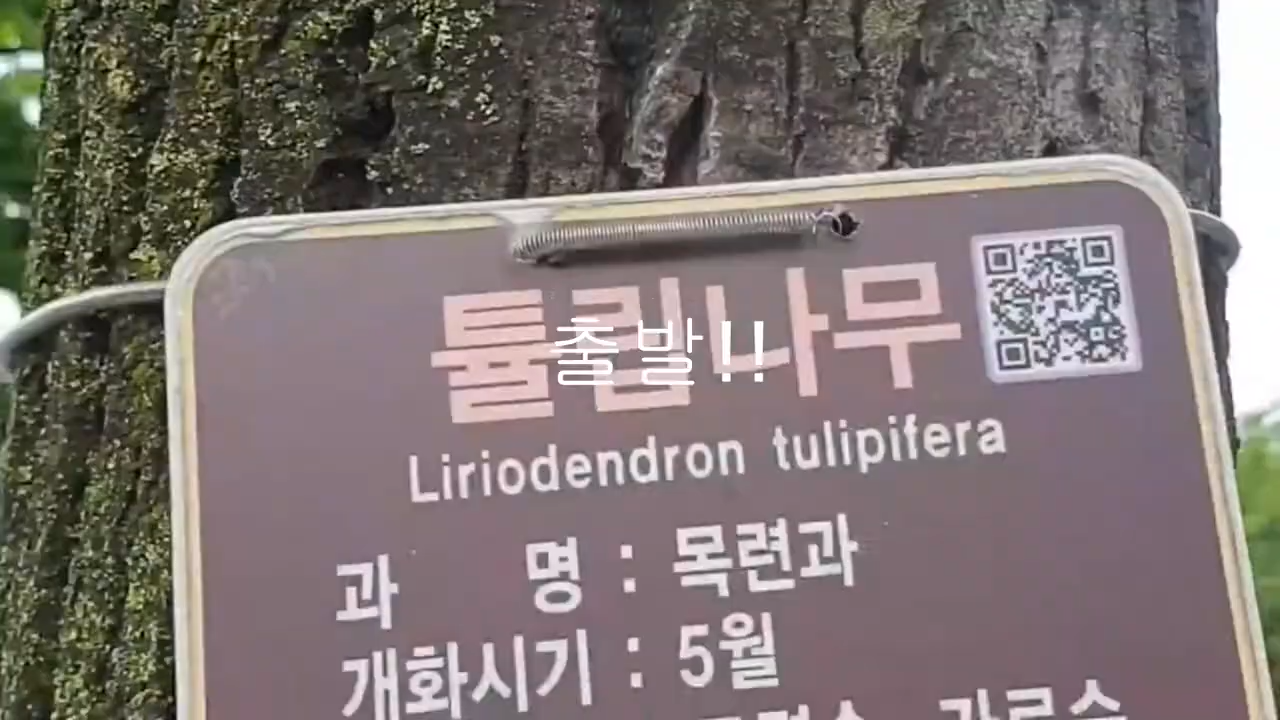 튤립나무
출발!!
Liriodendron tulipifera
과 명 : 목련과
개화시기 : 5월